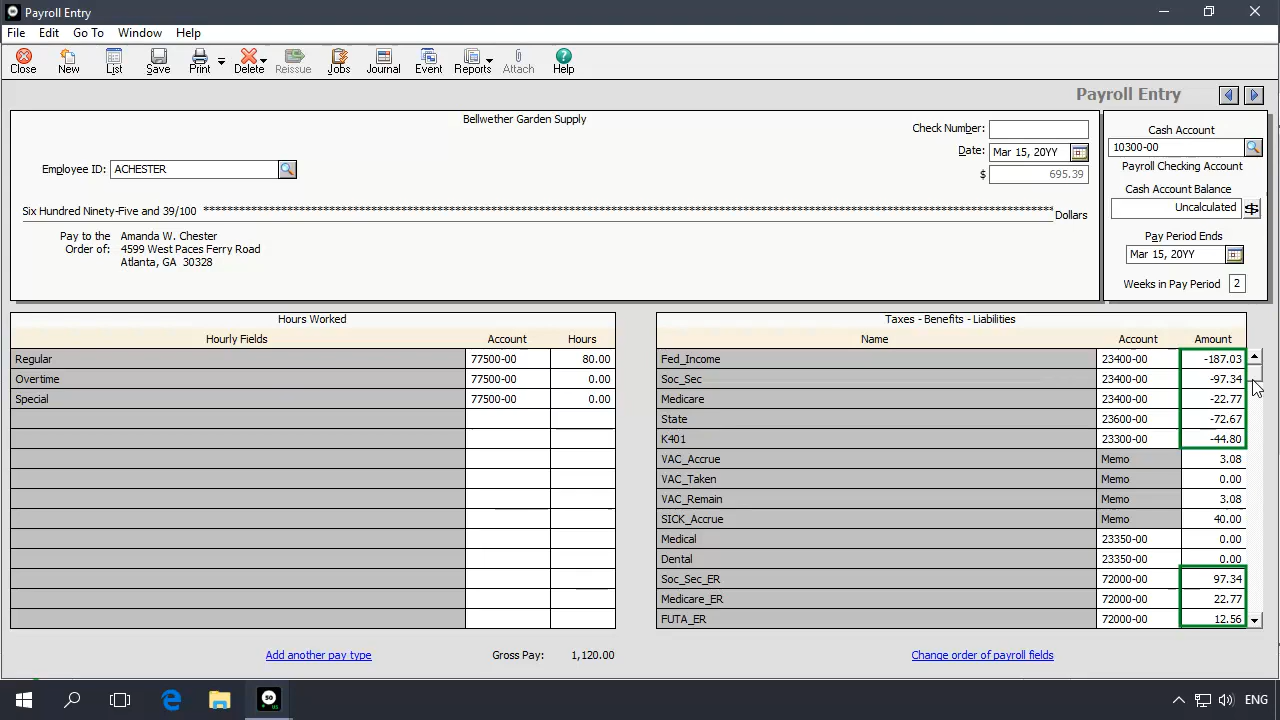 Payroll Entry
File Edit Go To Window Help
Close New List Save Print Delete Reissue Jobs Journal Event Reports Attach Help
Payroll Entry
Bellwether Garden Supply
Check Number:
Date: Mar 15, 20YY
$ 695.39
Employee ID: ACHESTER
Six Hundred Ninety-Five and 39/100 ****************************************************************************************************************************************** Dollars
Pay to the Order of:
Amanda W. Chester
4599 West Paces Ferry Road
Atlanta, GA 30328
Cash Account
10300-00
Payroll Checking Account
Cash Account Balance
Uncalculated
Pay Period Ends
Mar 15, 20YY
Weeks in Pay Period 2
Hours Worked
Hourly Fields Account Hours
Regular 77500-00 80.00
Overtime 77500-00 0.00
Special 77500-00 0.00
Add another pay type Gross Pay: 1,120.00
Taxes - Benefits - Liabilities
Name Account Amount
Fed_Income 23400-00 -187.03
Soc_Sec 23400-00 -97.34
Medicare 23400-00 -22.77
State 23600-00 -72.67
K401 23300-00 -44.80
VAC_Accrue Memo 3.08
VAC_Taken Memo 0.00
VAC_Remain Memo 3.08
SICK_Accrue Memo 40.00
Medical 23350-00 0.00
Dental 23350-00 0.00
Soc_Sec_ER 72000-00 97.34
Medicare_ER 72000-00 22.77
FUTA_ER 72000-00 12.56
Change order of payroll fields
50
ENG